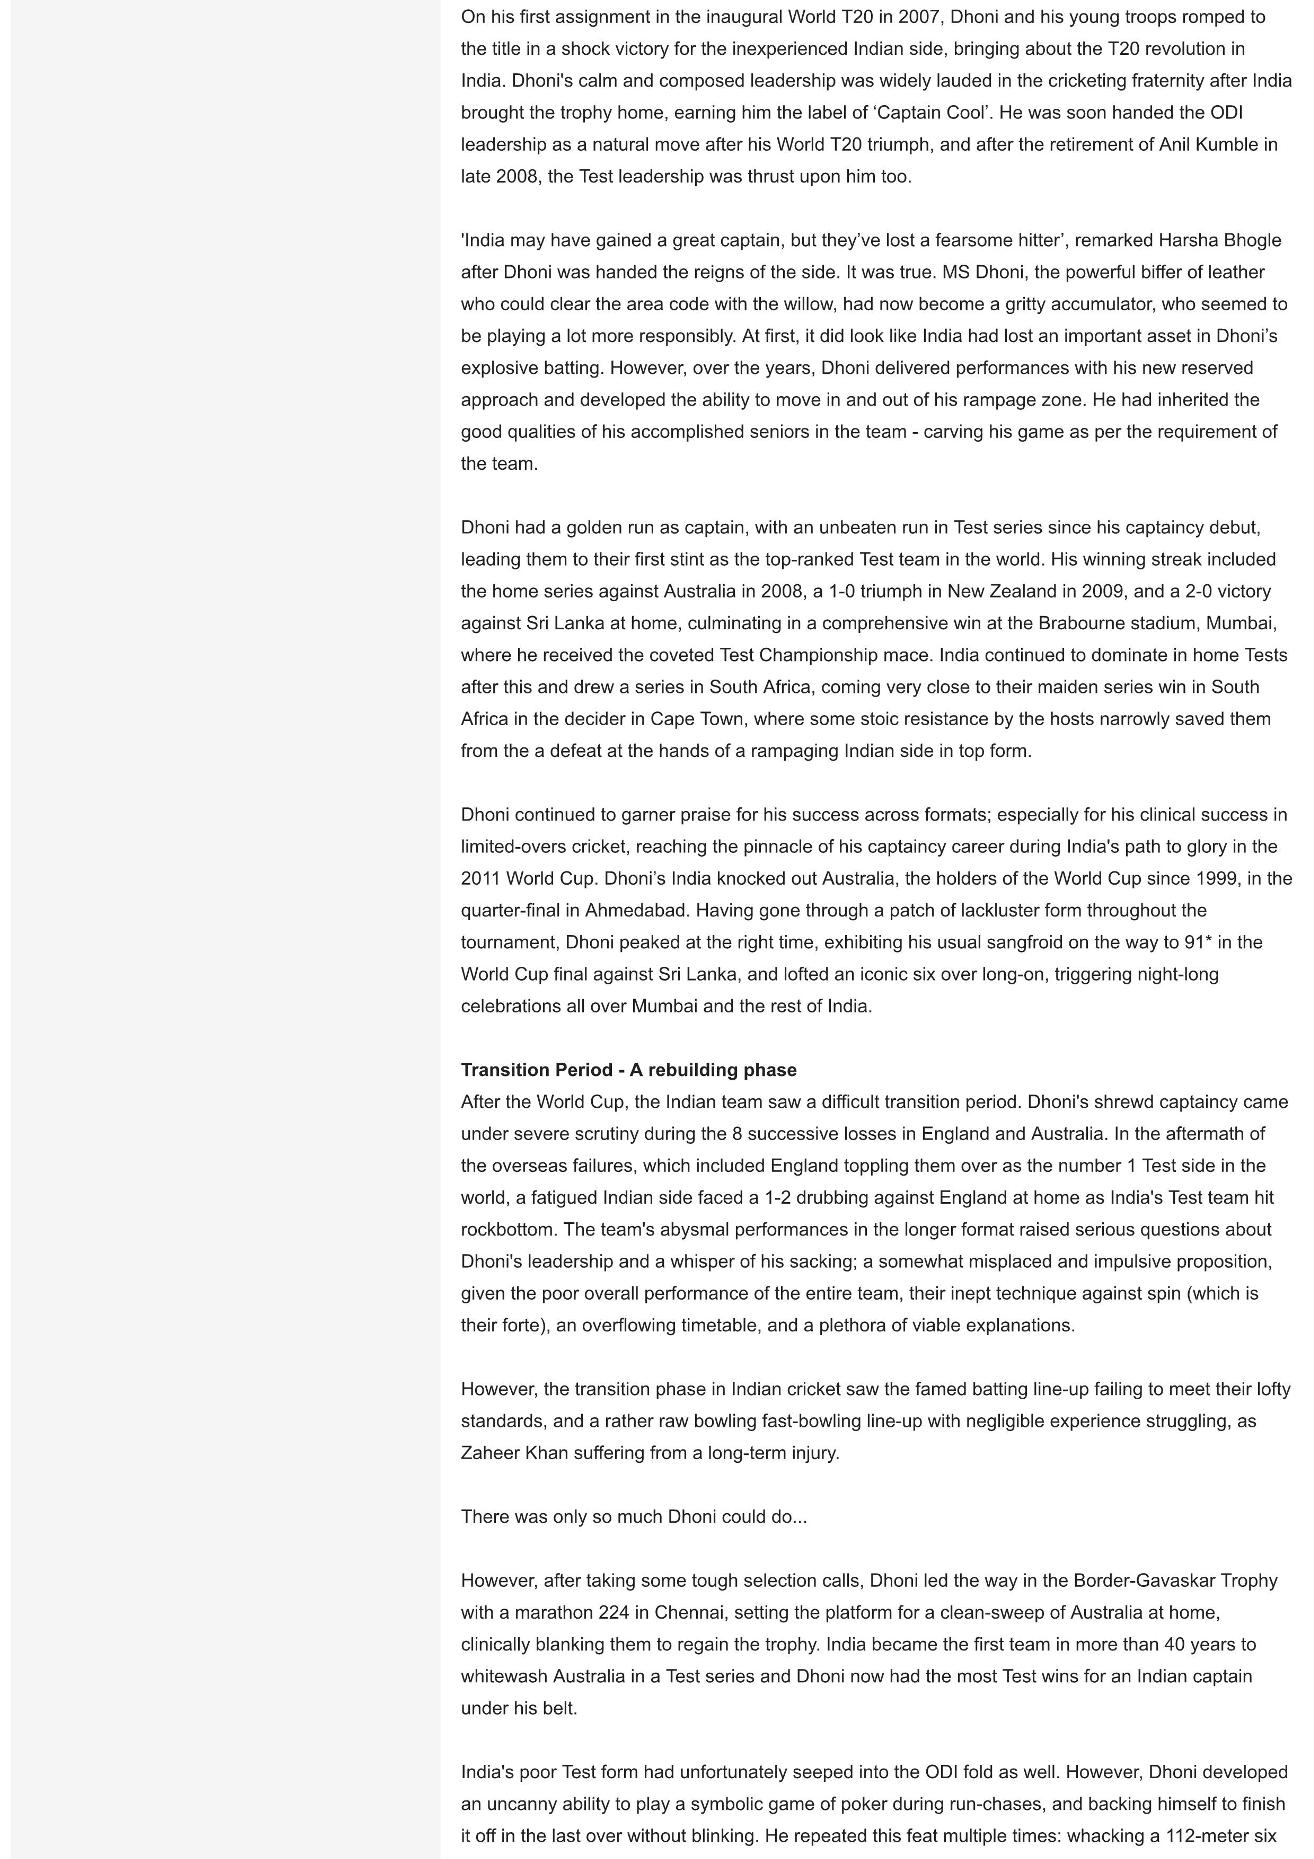 On his first assignment in the inaugural World T20 in 2007, Dhoni and his young troops romped to
the title in a shock victory for the inexperienced Indian side, bringing about the T20 revolution in
India. Dhoni's calm and composed leadership was widely lauded in the cricketing fraternity after India
brought the trophy home, earning him the label of ‘Captain Cool’. He was soon handed the ODI
leadership as a natural move after his World T20 triumph, and after the retirement of Anil Kumble in
late 2008, the Test leadership was thrust upon him too.

'India may have gained a great captain, but they’ve lost a fearsome hitter’, remarked Harsha Bhogle
after Dhoni was handed the reigns of the side. It was true. MS Dhoni, the powerful biffer of leather
who could clear the area code with the willow, had now become a gritty accumulator, who seemed to
be playing a lot more responsibly. At first, it did look like India had lost an important asset in Dhoni’s
explosive batting. However, over the years, Dhoni delivered performances with his new reserved
approach and developed the ability to move in and out of his rampage zone. He had inherited the
good qualities of his accomplished seniors in the team - carving his game as per the requirement of
the team.

Dhoni had a golden run as captain, with an unbeaten run in Test series since his captaincy debut,
leading them to their first stint as the top-ranked Test team in the world. His winning streak included
the home series against Australia in 2008, a 1-0 triumph in New Zealand in 2009, and a 2-0 victory
against Sri Lanka at home, culminating in a comprehensive win at the Brabourne stadium, Mumbai,
where he received the coveted Test Championship mace. India continued to dominate in home Tests
after this and drew a series in South Africa, coming very close to their maiden series win in South
Africa in the decider in Cape Town, where some stoic resistance by the hosts narrowly saved them
from the a defeat at the hands of a rampaging Indian side in top form.

Dhoni continued to garner praise for his success across formats; especially for his clinical success in
limited-overs cricket, reaching the pinnacle of his captaincy career during India's path to glory in the
2011 World Cup. Dhoni’s India knocked out Australia, the holders of the World Cup since 1999, in the
quarter-final in Ahmedabad. Having gone through a patch of lackluster form throughout the
tournament, Dhoni peaked at the right time, exhibiting his usual sangfroid on the way to 91* in the
World Cup final against Sri Lanka, and lofted an iconic six over long-on, triggering night-long
celebrations all over Mumbai and the rest of India.

Transition Period - A rebuilding phase
After the World Cup, the Indian team saw a difficult transition period. Dhoni's shrewd captaincy came
under severe scrutiny during the 8 successive losses in England and Australia. In the aftermath of
the overseas failures, which included England toppling them over as the number 1 Test side in the
world, a fatigued Indian side faced a 1-2 drubbing against England at home as India's Test team hit
rockbottom. The team's abysmal performances in the longer format raised serious questions about
Dhoni's leadership and a whisper of his sacking; a somewhat misplaced and impulsive proposition,
given the poor overall performance of the entire team, their inept technique against spin (which is
their forte), an overflowing timetable, and a plethora of viable explanations.

However, the transition phase in Indian cricket saw the famed batting line-up failing to meet their lofty
standards, and a rather raw bowling fast-bowling line-up with negligible experience struggling, as
Zaheer Khan suffering from a long-term injury.

There was only so much Dhoni could do...

However, after taking some tough selection calls, Dhoni led the way in the Border-Gavaskar Trophy
with a marathon 224 in Chennai, setting the platform for a clean-sweep of Australia at home,
clinically blanking them to regain the trophy. India became the first team in more than 40 years to
whitewash Australia in a Test series and Dhoni now had the most Test wins for an Indian captain
under his belt.

India's poor Test form had unfortunately seeped into the ODI fold as well. However, Dhoni developed
an uncanny ability to play a symbolic game of poker during run-chases, and backing himself to finish
it off in the last over without blinking. He repeated this feat multiple times: whacking a 112-meter six